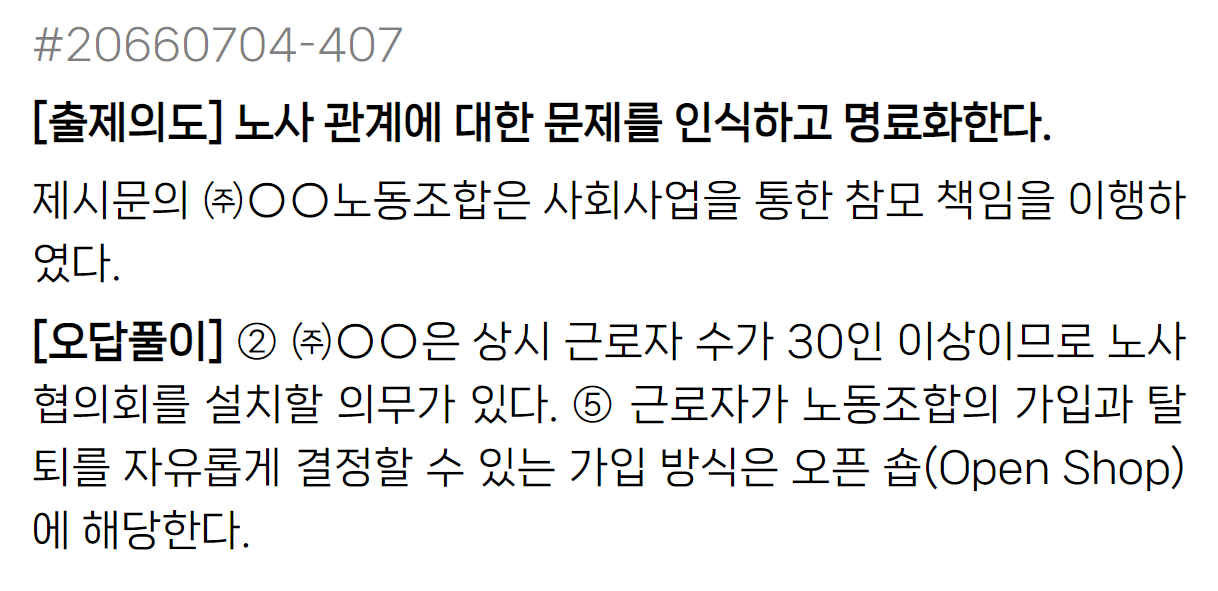 #20660704-407
[출제의도] 노사 관계에 대한 문제를 인식하고 명료화한다.
제시문의 ㈜○○노동조합은 사회사업을 통한 참모 책임을 이행하
였다.
[오답풀이] ② ㈜○○은 상시 근로자 수가 30인 이상이므로 노사
협의회를 설치할 의무가 있다. ⑤ 근로자가 노동조합의 가입과 탈
퇴를 자유롭게 결정할 수 있는 가입 방식은 오픈 숍(Open Shop)
에 해당한다.